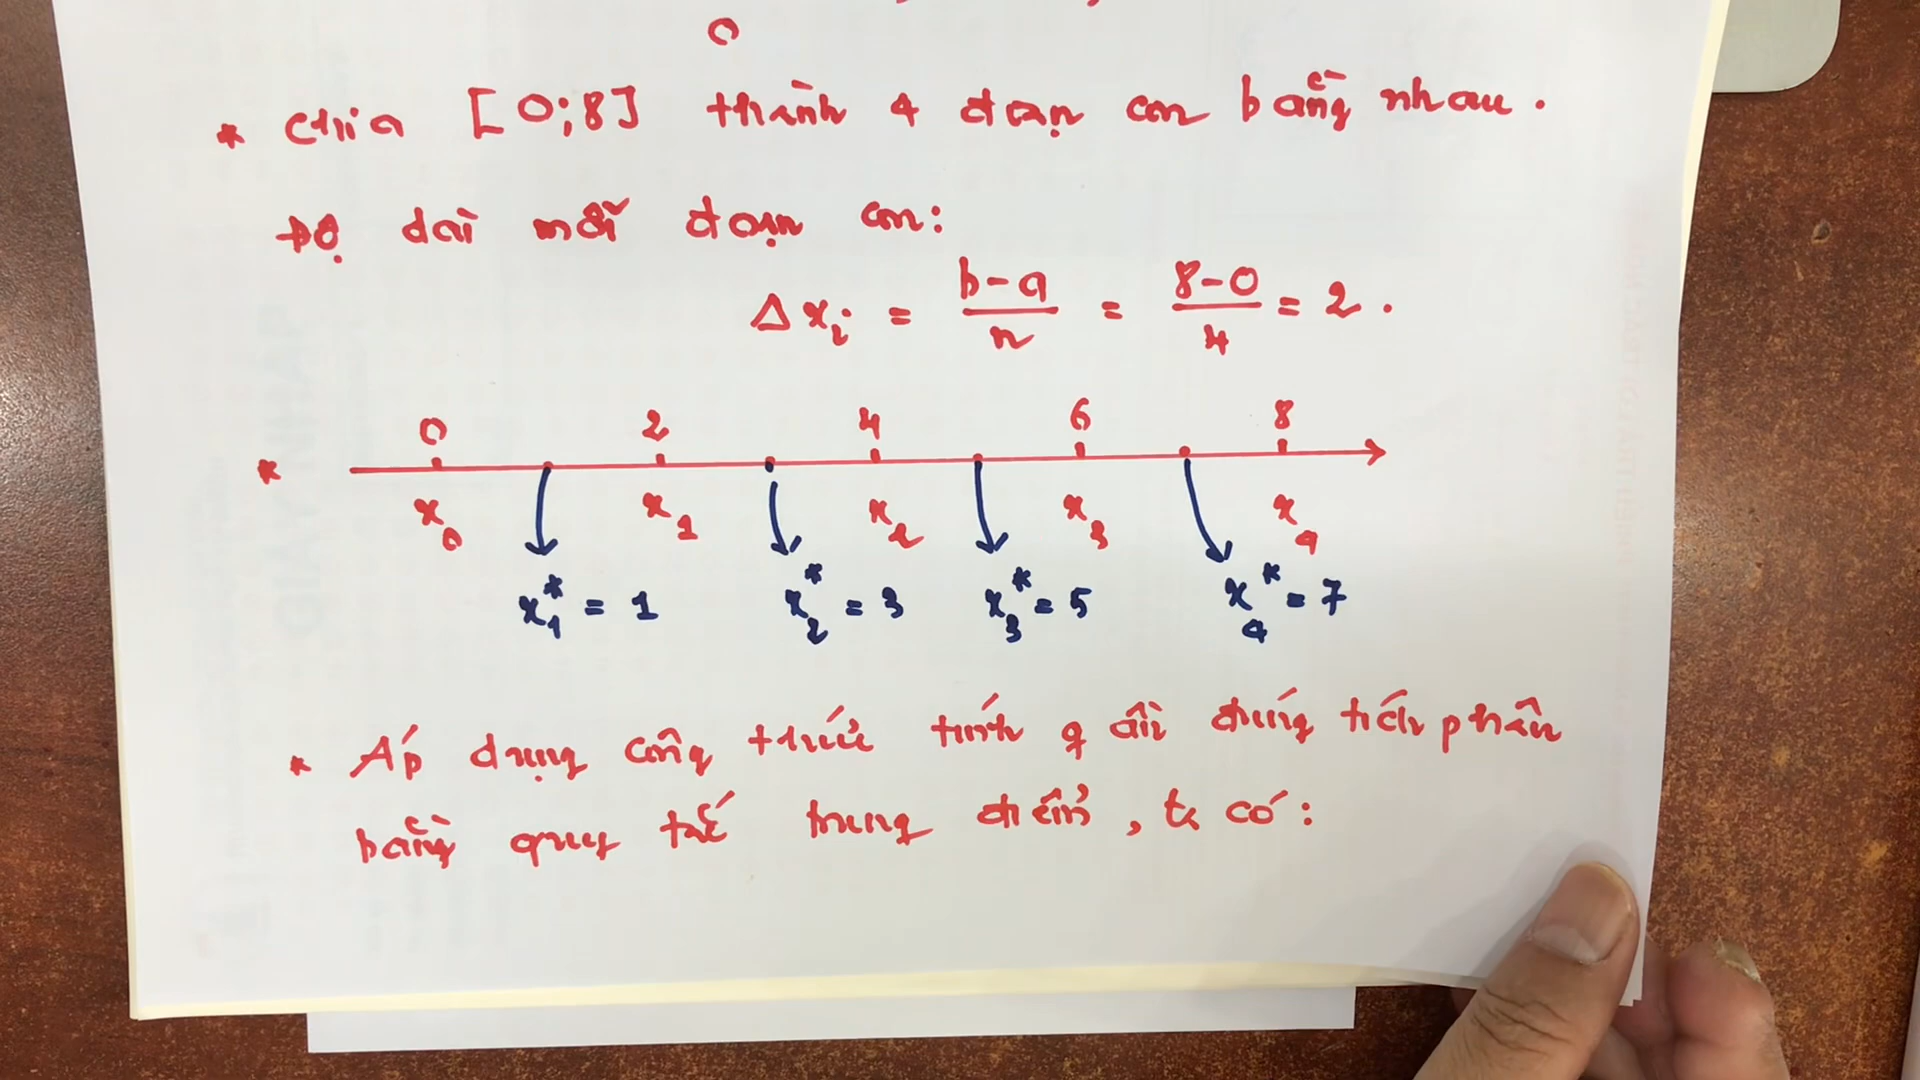 0
* chia [0;8] thành 4 đoạn con bằng nhau.
Độ dài mỗi đoạn con:
Δxᵢ = (b-a)/n = (8-0)/4 = 2.
0 2 4 6 8
*
x₀ x₁ x₂ x₃ x₄
x₁* = 1 x₂* = 3 x₃* = 5 x₄* = 7
* Áp dụng công thức tính gần đúng tích phân
bằng quy tắc trung điểm, ta có: